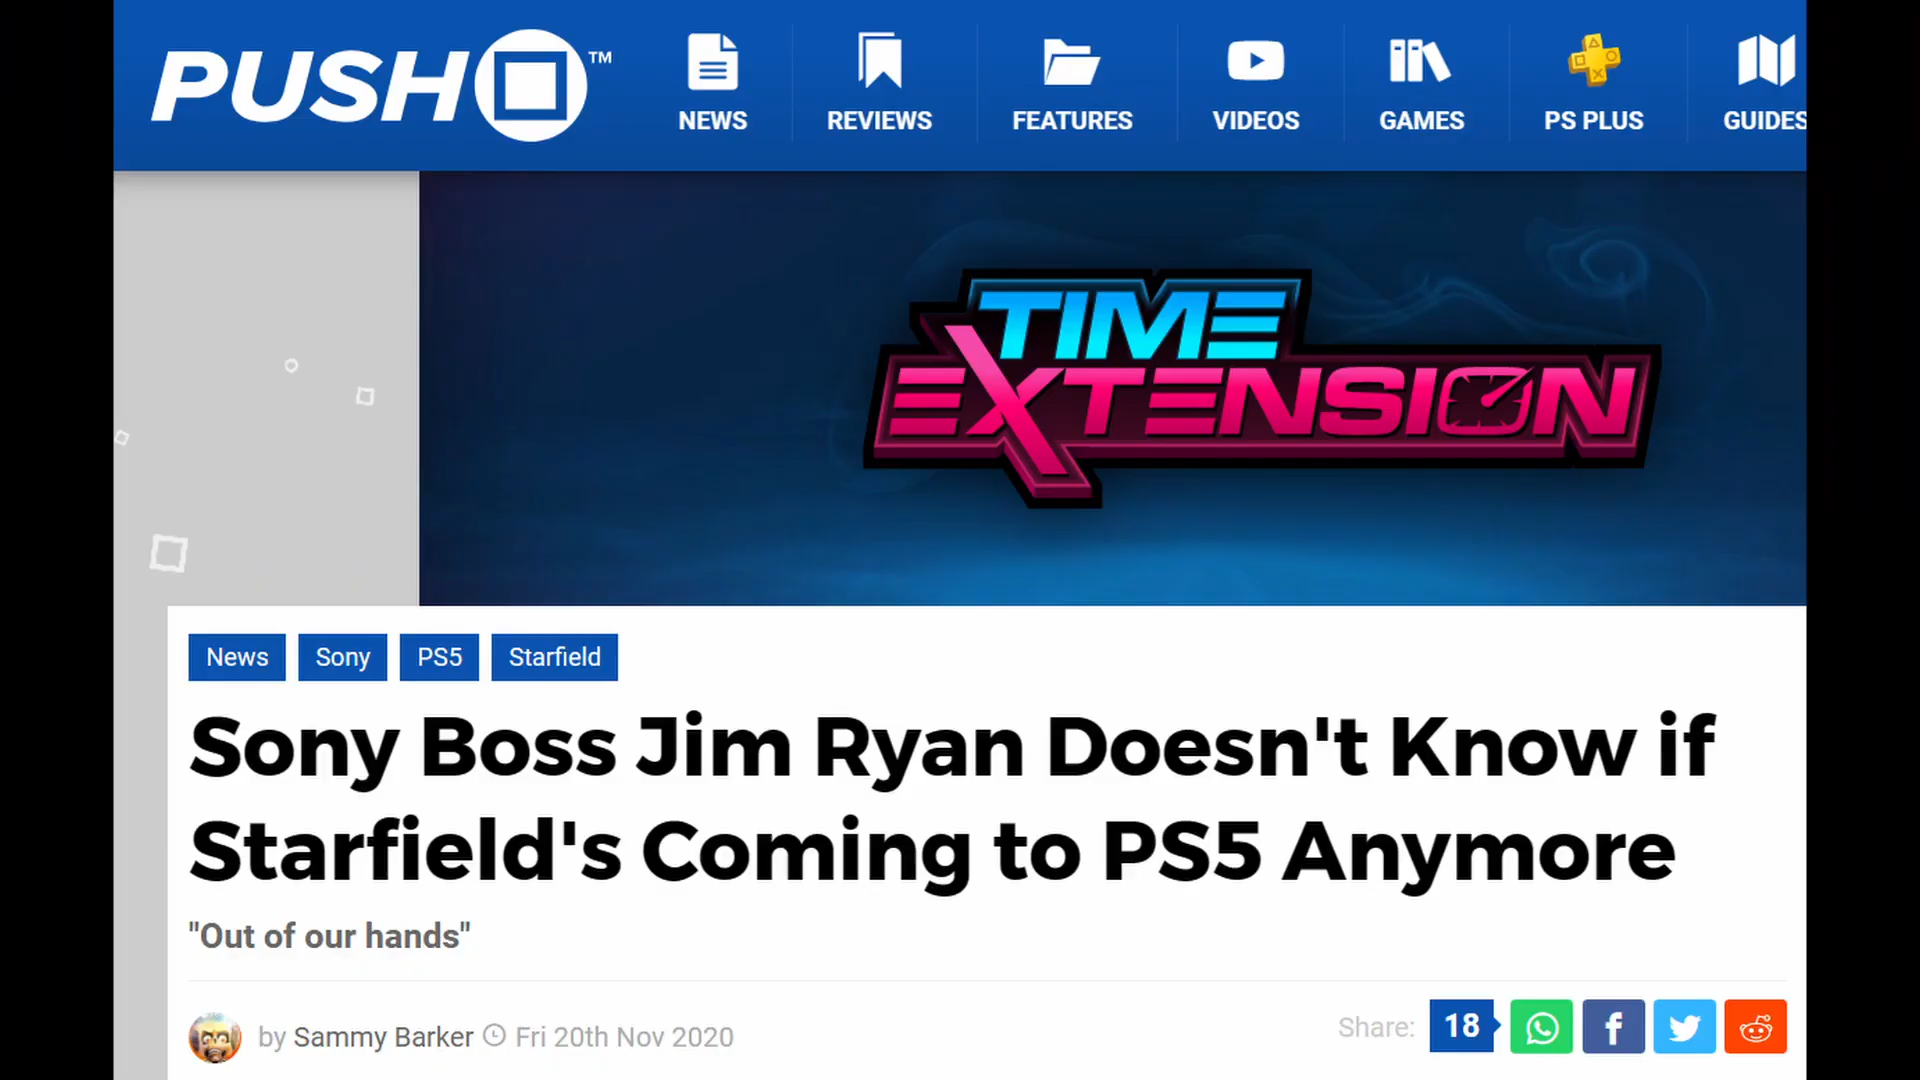 PUSH ™
NEWS
REVIEWS
FEATURES
VIDEOS
GAMES
PS PLUS
GUIDES
TIME
EXTENSION
News Sony PS5 Starfield
Sony Boss Jim Ryan Doesn't Know if
Starfield's Coming to PS5 Anymore
"Out of our hands"
by Sammy Barker Fri 20th Nov 2020
Share: 18